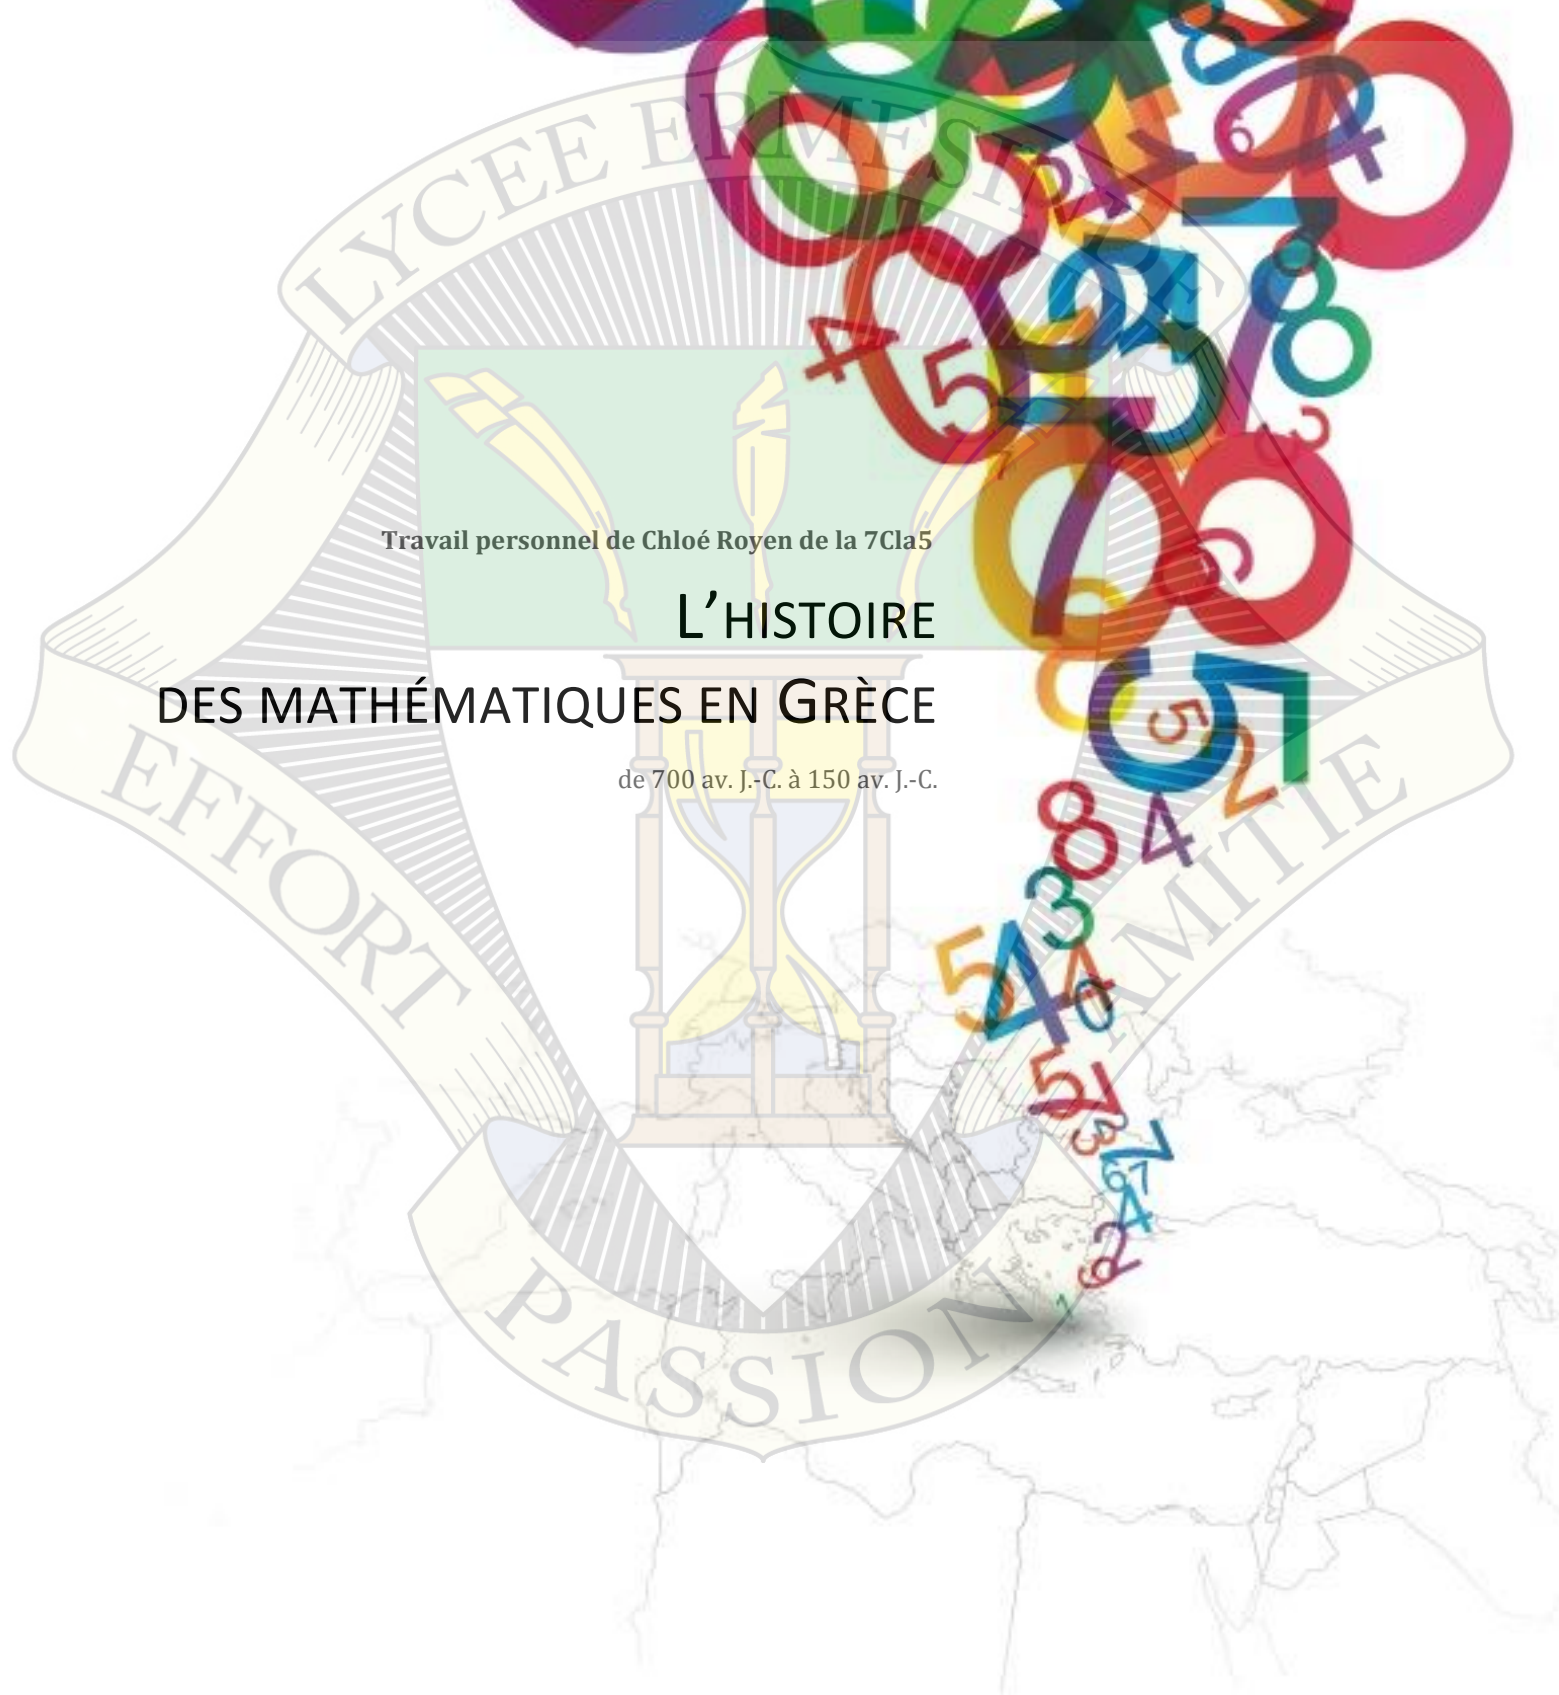 LYCEE ERMESINDE
Travail personnel de Chloé Royen de la 7Cla5
L’HISTOIRE
DES MATHÉMATIQUES EN GRÈCE
de 700 av. J.-C. à 150 av. J.-C.
EFFORT
AMITIE
PASSION